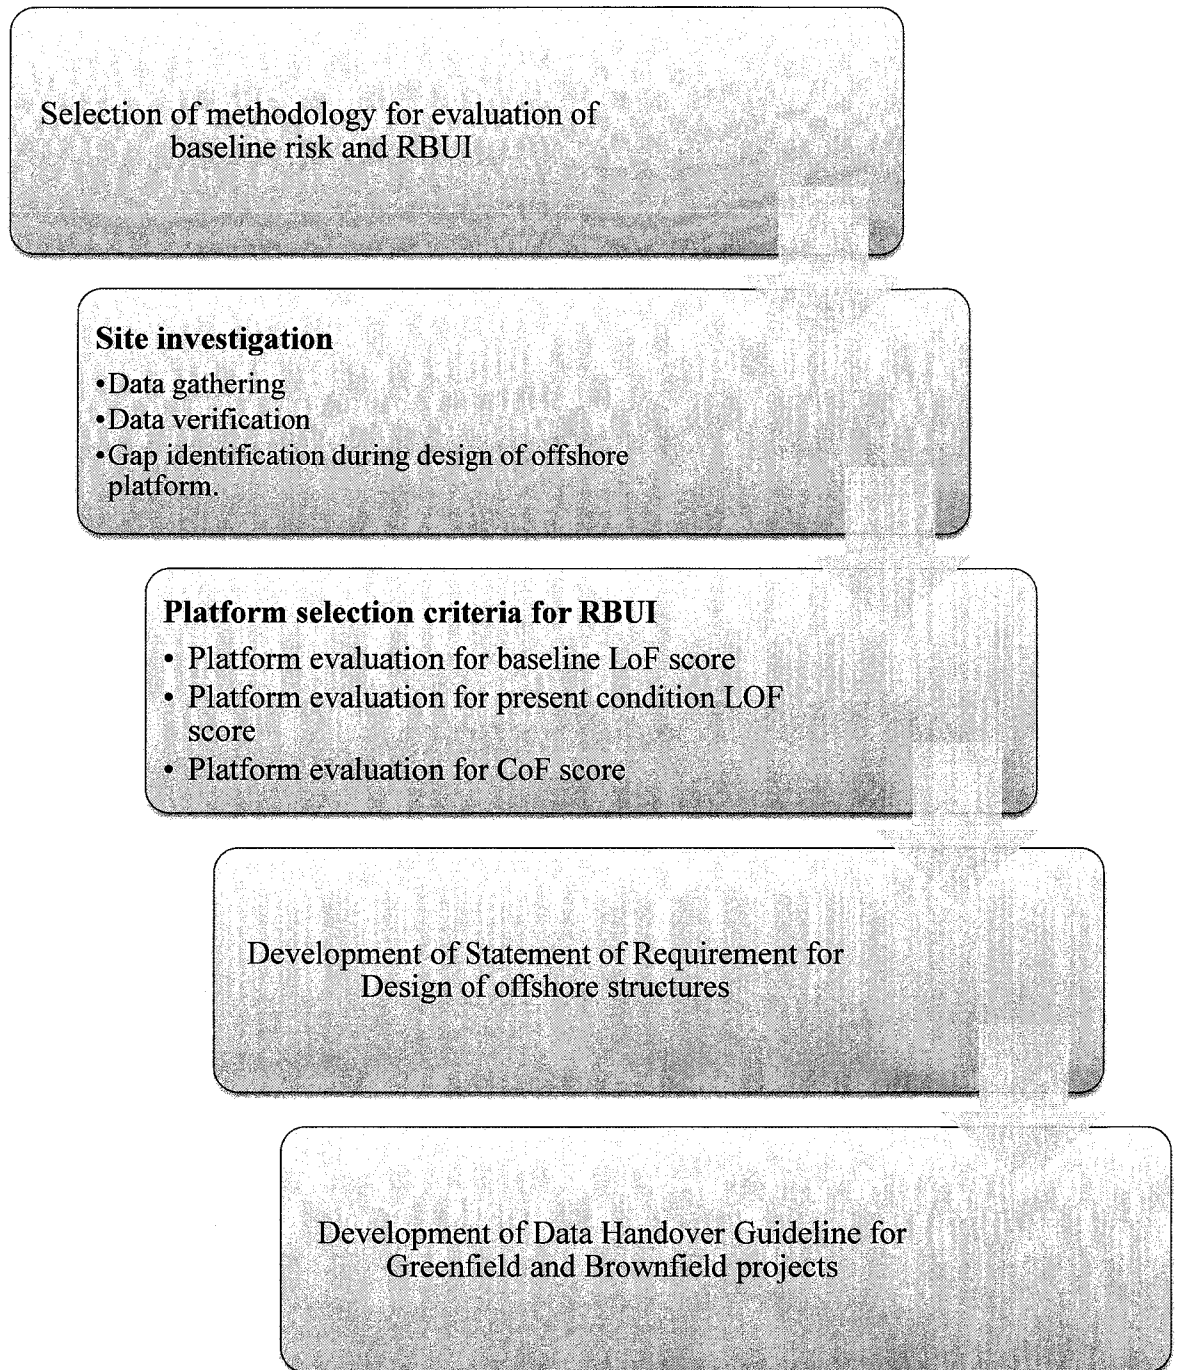 Selection of methodology for evaluation of
baseline risk and RBUI
Site investigation
•Data gathering
•Data verification
•Gap identification during design of offshore
platform.
Platform selection criteria for RBUI
• Platform evaluation for baseline LoF score
• Platform evaluation for present condition LOF
score
• Platform evaluation for CoF score
Development of Statement of Requirement for
Design of offshore structures
Development of Data Handover Guideline for
Greenfield and Brownfield projects